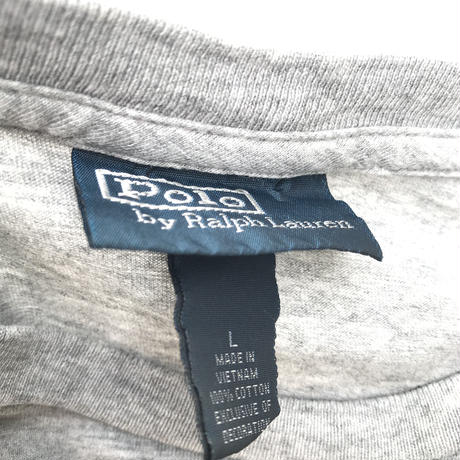 Polo
by Ralph Lauren
L
MADE IN
VIETNAM
100% COTTON
EXCLUSIVE OF
DECORATION